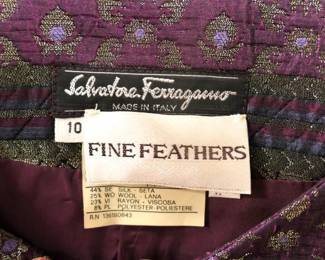 Salvatore Ferragamo
MADE IN ITALY
10
FINE FEATHERS
44% SE SILK - SETA
25% WO WOOL - LANA
23% VI RAYON - VISCOSA
8% PL POLYESTER-POLIESTERE